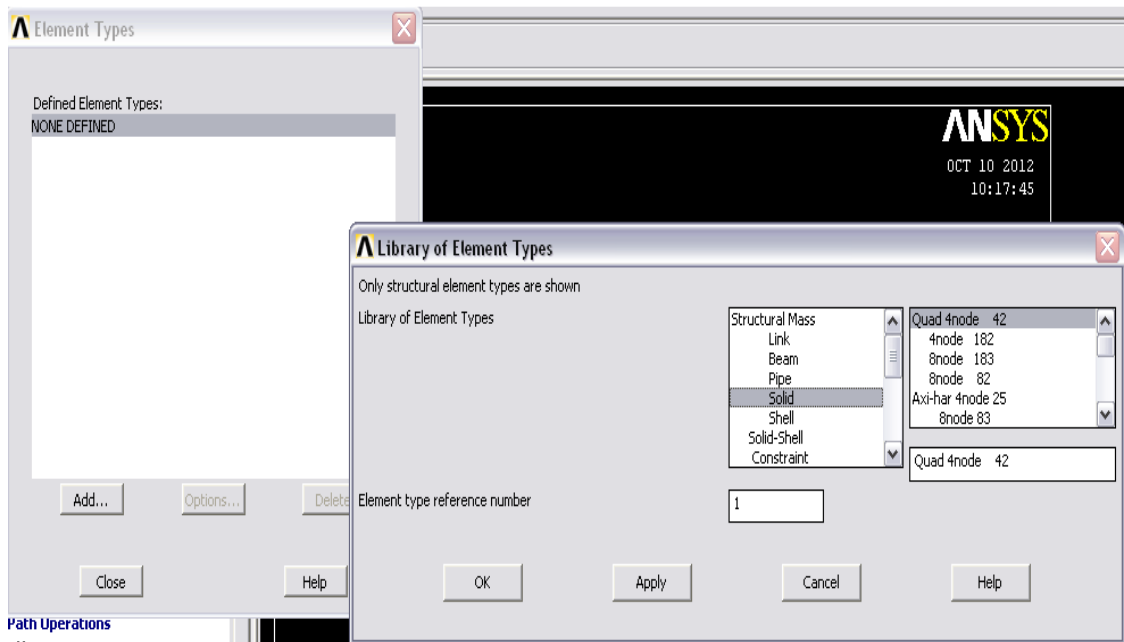 Element Types
Defined Element Types:
NONE DEFINED
Add...
Options...
Delete
Close
Help
Path Operations
ANSYS
OCT 10 2012
10:17:45
Library of Element Types
Only structural element types are shown
Library of Element Types
Structural Mass
Link
Beam
Pipe
Solid
Shell
Solid-Shell
Constraint
Quad 4node 42
4node 182
8node 183
8node 82
Axi-har 4node 25
8node 83
Quad 4node 42
Element type reference number
1
OK
Apply
Cancel
Help